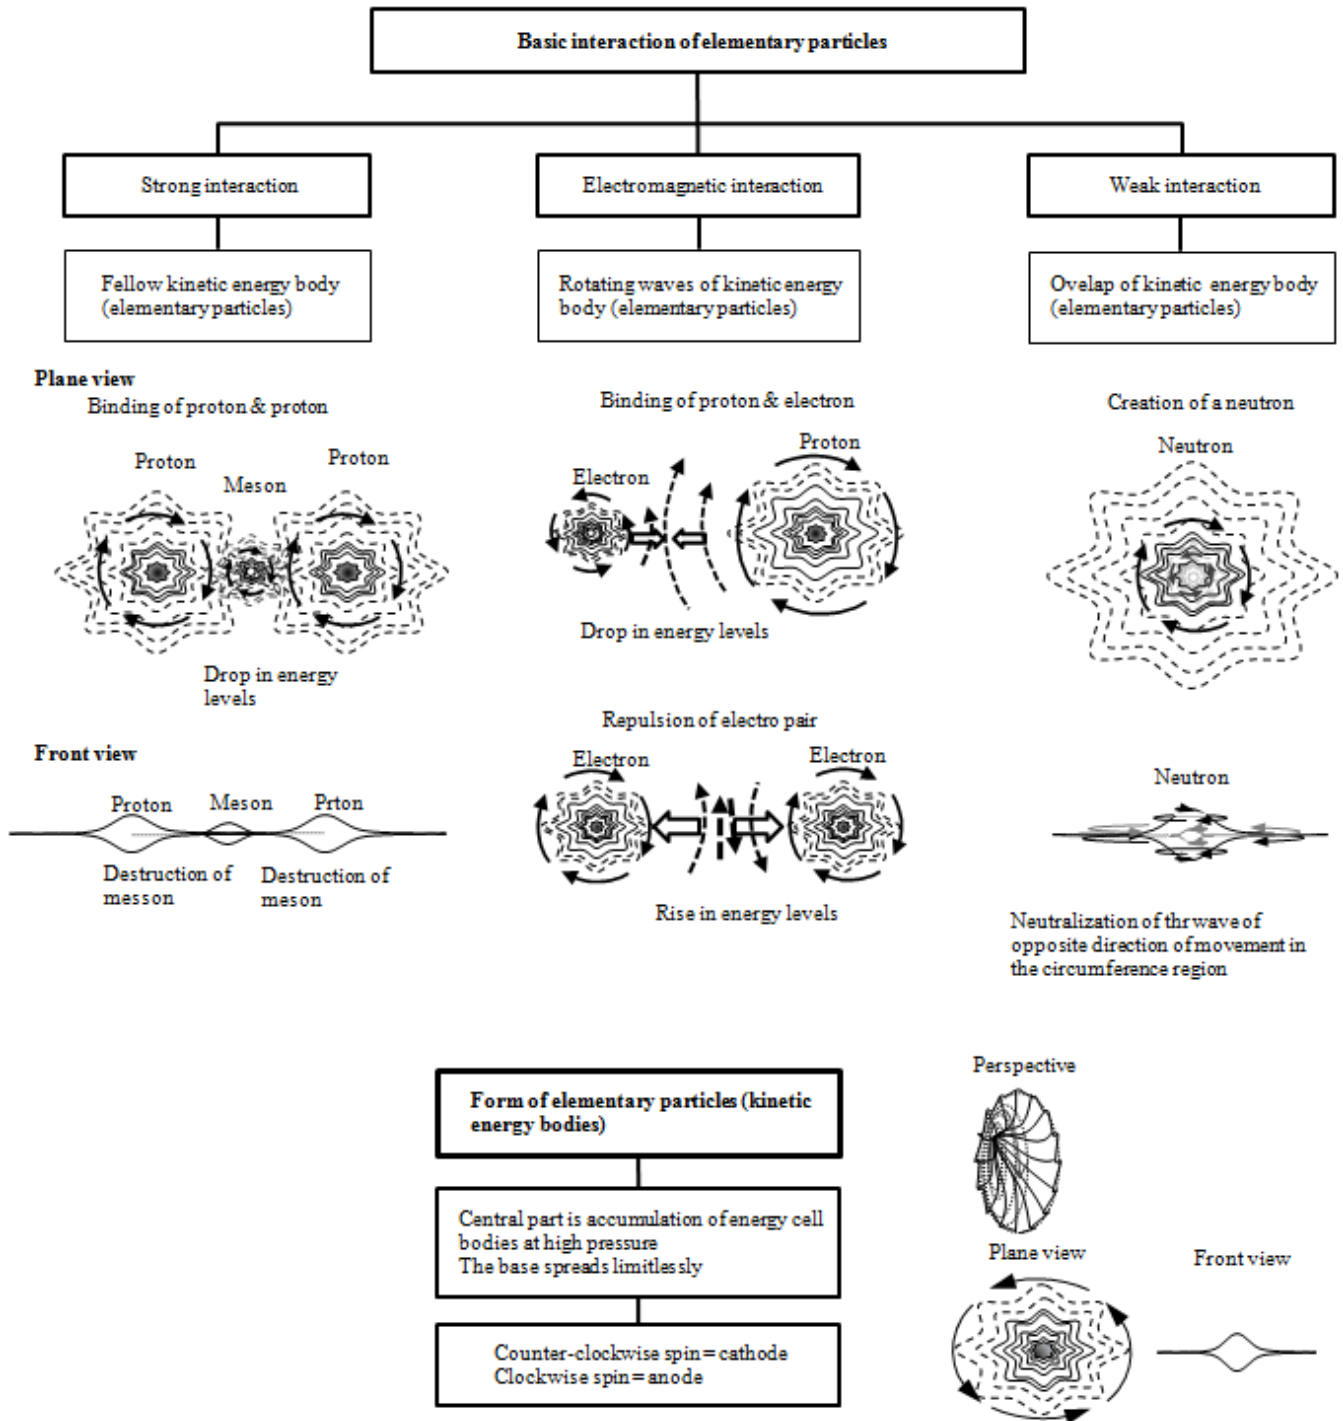 Basic interaction of elementary particles
Strong interaction
Electromagnetic interaction
Weak interaction
Fellow kinetic energy body
(elementary particles)
Rotating waves of kinetic energy
body (elementary particles)
Ovelap of kinetic energy body
(elementary particles)
Plane view
Binding of proton & proton
Proton
Meson
Proton
Drop in energy
levels
Binding of proton & electron
Proton
Electron
Drop in energy levels
Creation of a neutron
Neutron
Repulsion of electro pair
Electron
Electron
Rise in energy levels
Front view
Proton
Meson
Prton
Destruction of
messon
Destruction of
meson
Neutron
Neutralization of thr wave of
opposite direction of movement in
the circumference region
Form of elementary particles (kinetic
energy bodies)
Central part is accumulation of energy cell
bodies at high pressure
The base spreads limitlessly
Counter-clockwise spin= cathode
Clockwise spin= anode
Perspective
Plane view
Front view